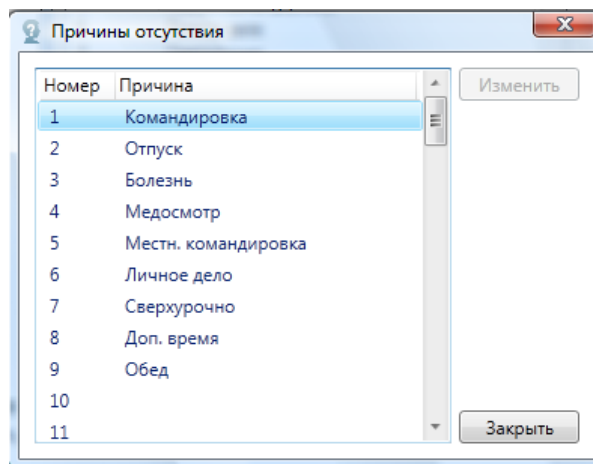 Причины отсутствия
Номер Причина
Изменить
1 Командировка
2 Отпуск
3 Болезнь
4 Медосмотр
5 Местн. командировка
6 Личное дело
7 Сверхурочно
8 Доп. время
9 Обед
10
11
Закрыть